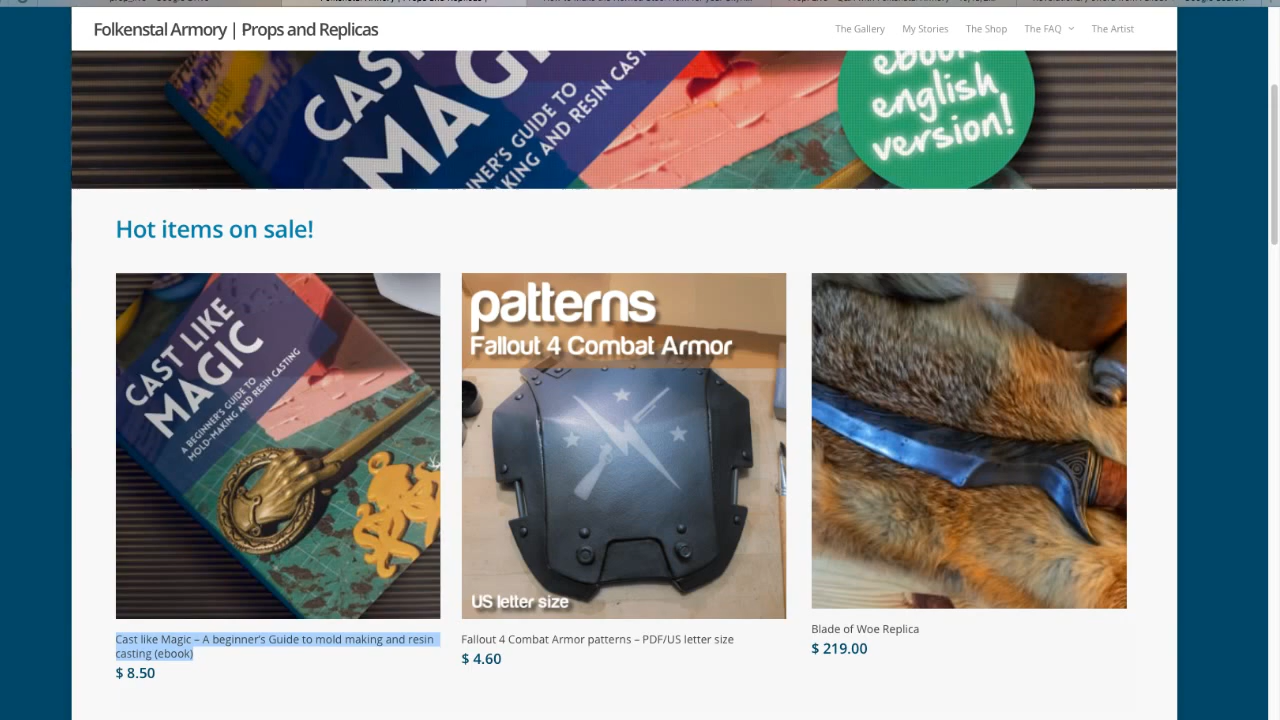 Folkenstal Armory | Props and Replicas
The Gallery My Stories The Shop The FAQ The Artist
CAST
MAGI
NNER'S GUIDE TO
KING AND RESIN CAST
ebook
english
version!
Hot items on sale!
CAST LIKE
MAGIC
A BEGINNER'S GUIDE TO
MOLD-MAKING AND RESIN CASTING
patterns
Fallout 4 Combat Armor
US letter size
Cast like Magic – A beginner's Guide to mold making and resin
casting (ebook)
$ 8.50
Fallout 4 Combat Armor patterns – PDF/US letter size
$ 4.60
Blade of Woe Replica
$ 219.00